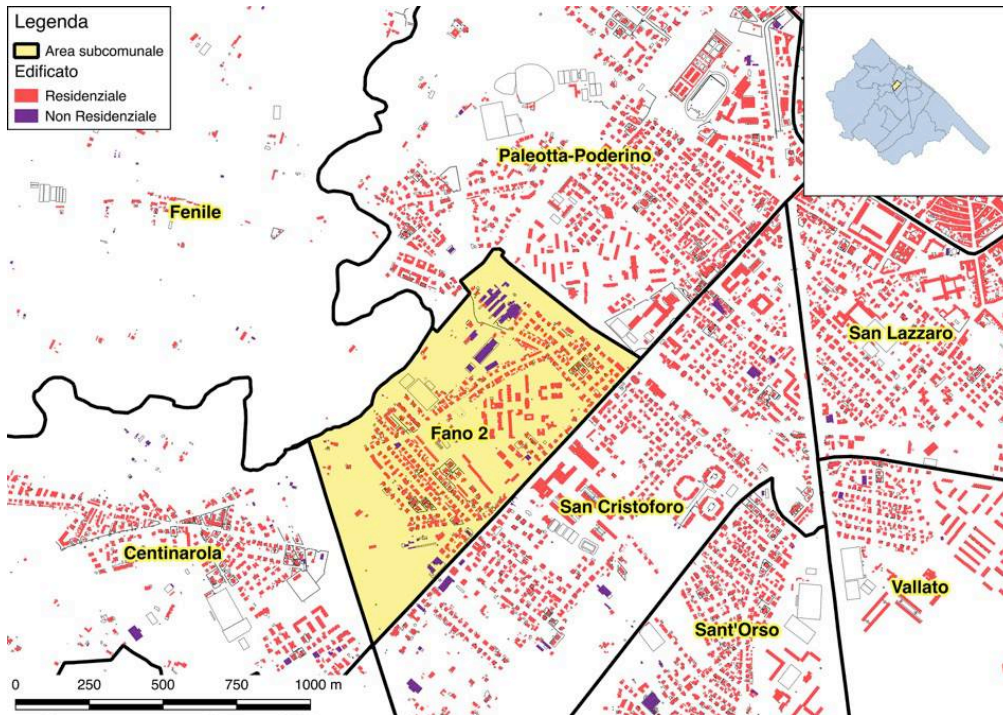 Legenda
Area subcomunale
Edificato
Residenziale
Non Residenziale
Paleotta-Poderino
Fenile
San Lazzaro
Fano 2
San Cristoforo
Centinarola
Vallato
Sant'Orso
0 250 500 750 1000 m